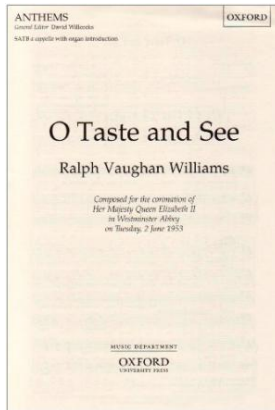 ANTHEMS
OXFORD
General Editor David Willcocks
SATB a cappella with organ introduction
O Taste and See
Ralph Vaughan Williams
Composed for the coronation of
Her Majesty Queen Elizabeth II
in Westminster Abbey
on Tuesday, 2 June 1953
MUSIC DEPARTMENT
OXFORD
UNIVERSITY PRESS